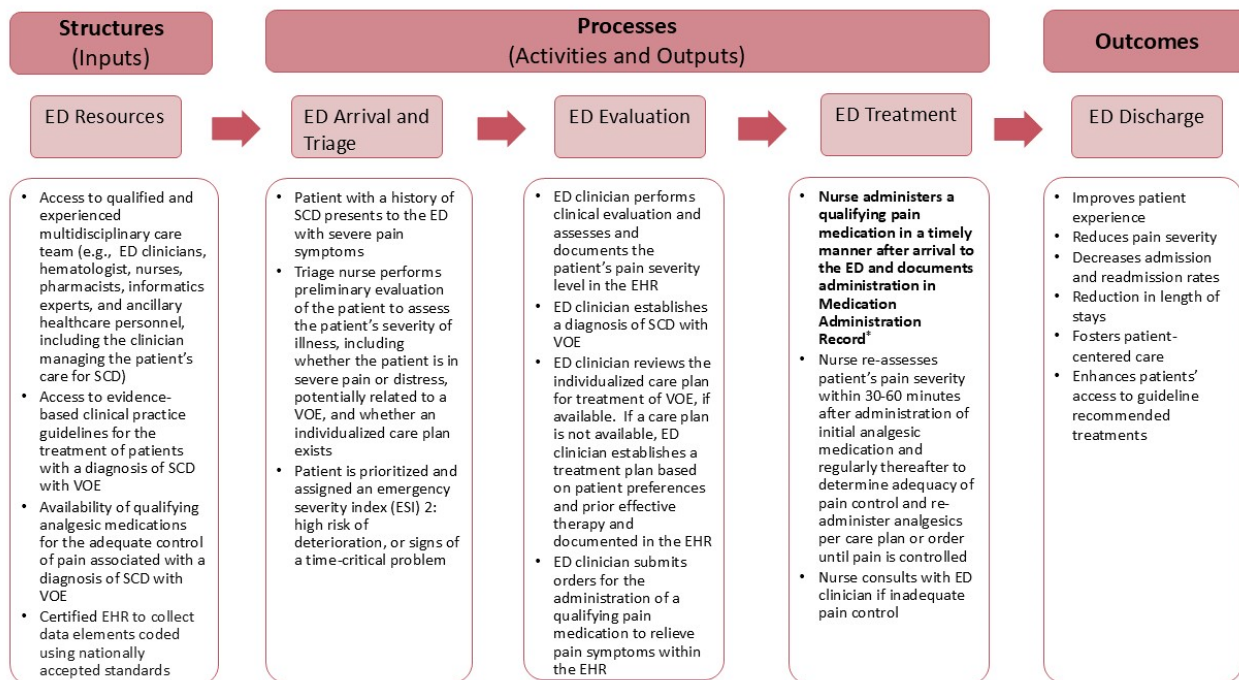 Structures
(Inputs)
Processes
(Activities and Outputs)
Outcomes
ED Resources
ED Arrival and
Triage
ED Evaluation
ED Treatment
ED Discharge
• Access to qualified and
experienced
multidisciplinary care
team (e.g., ED clinicians,
hematologist, nurses,
pharmacists, informatics
experts, and ancillary
healthcare personnel,
including the clinician
managing the patient's
care for SCD)
• Access to evidence-
based clinical practice
guidelines for the
treatment of patients
with a diagnosis of SCD
with VOE
• Availability of qualifying
analgesic medications
for the adequate control
of pain associated with a
diagnosis of SCD with
VOE
• Certified EHR to collect
data elements coded
using nationally
accepted standards
• Patient with a history of
SCD presents to the ED
with severe pain
symptoms
• Triage nurse performs
preliminary evaluation
of the patient to assess
the patient's severity of
illness, including
whether the patient is in
severe pain or distress,
potentially related to a
VOE, and whether an
individualized care plan
exists
• Patient is prioritized and
assigned an emergency
severity index (ESI) 2:
high risk of
deterioration, or signs of
a time-critical problem
• ED clinician performs
clinical evaluation and
assesses and
documents the
patient's pain severity
level in the EHR
• ED clinician establishes
a diagnosis of SCD with
VOE
• ED clinician reviews the
individualized care plan
for treatment of VOE, if
available. If a care plan
is not available, ED
clinician establishes a
treatment plan based
on patient preferences
and prior effective
therapy and
documented in the EHR
• ED clinician submits
orders for the
administration of a
qualifying pain
medication to relieve
pain symptoms within
the EHR
• Nurse administers a
qualifying pain
medication in a timely
manner after arrival to
the ED and documents
administration in
Medication
Administration
Record*
• Nurse re-assesses
patient's pain severity
within 30-60 minutes
after administration of
initial analgesic
medication and
regularly thereafter to
determine adequacy of
pain control and re-
administer analgesics
per care plan or order
until pain is controlled
• Nurse consults with ED
clinician if inadequate
pain control
• Improves patient
experience
• Reduces pain severity
• Decreases admission
and readmission rates
• Reduction in length of
stays
• Fosters patient-
centered care
• Enhances patients'
access to guideline
recommended
treatments